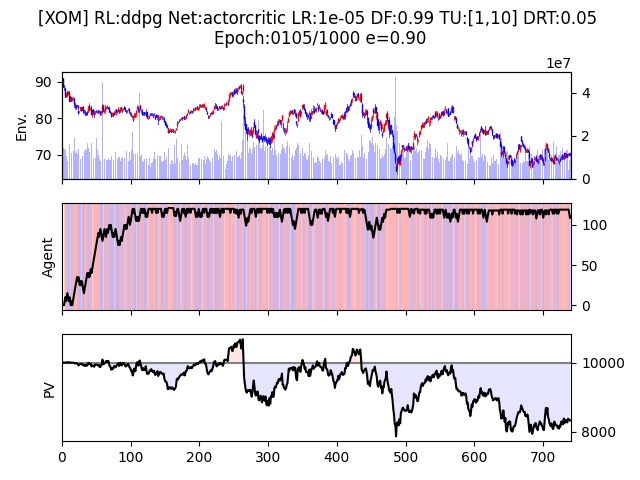 [XOM] RL:ddpg Net:actorcritic LR:1e-05 DF:0.99 TU:[1,10] DRT:0.05
Epoch:0105/1000 e=0.90
1e7
Env.
90
80
70
4
2
0
Agent
100
50
0
PV
10000
8000
0 100 200 300 400 500 600 700